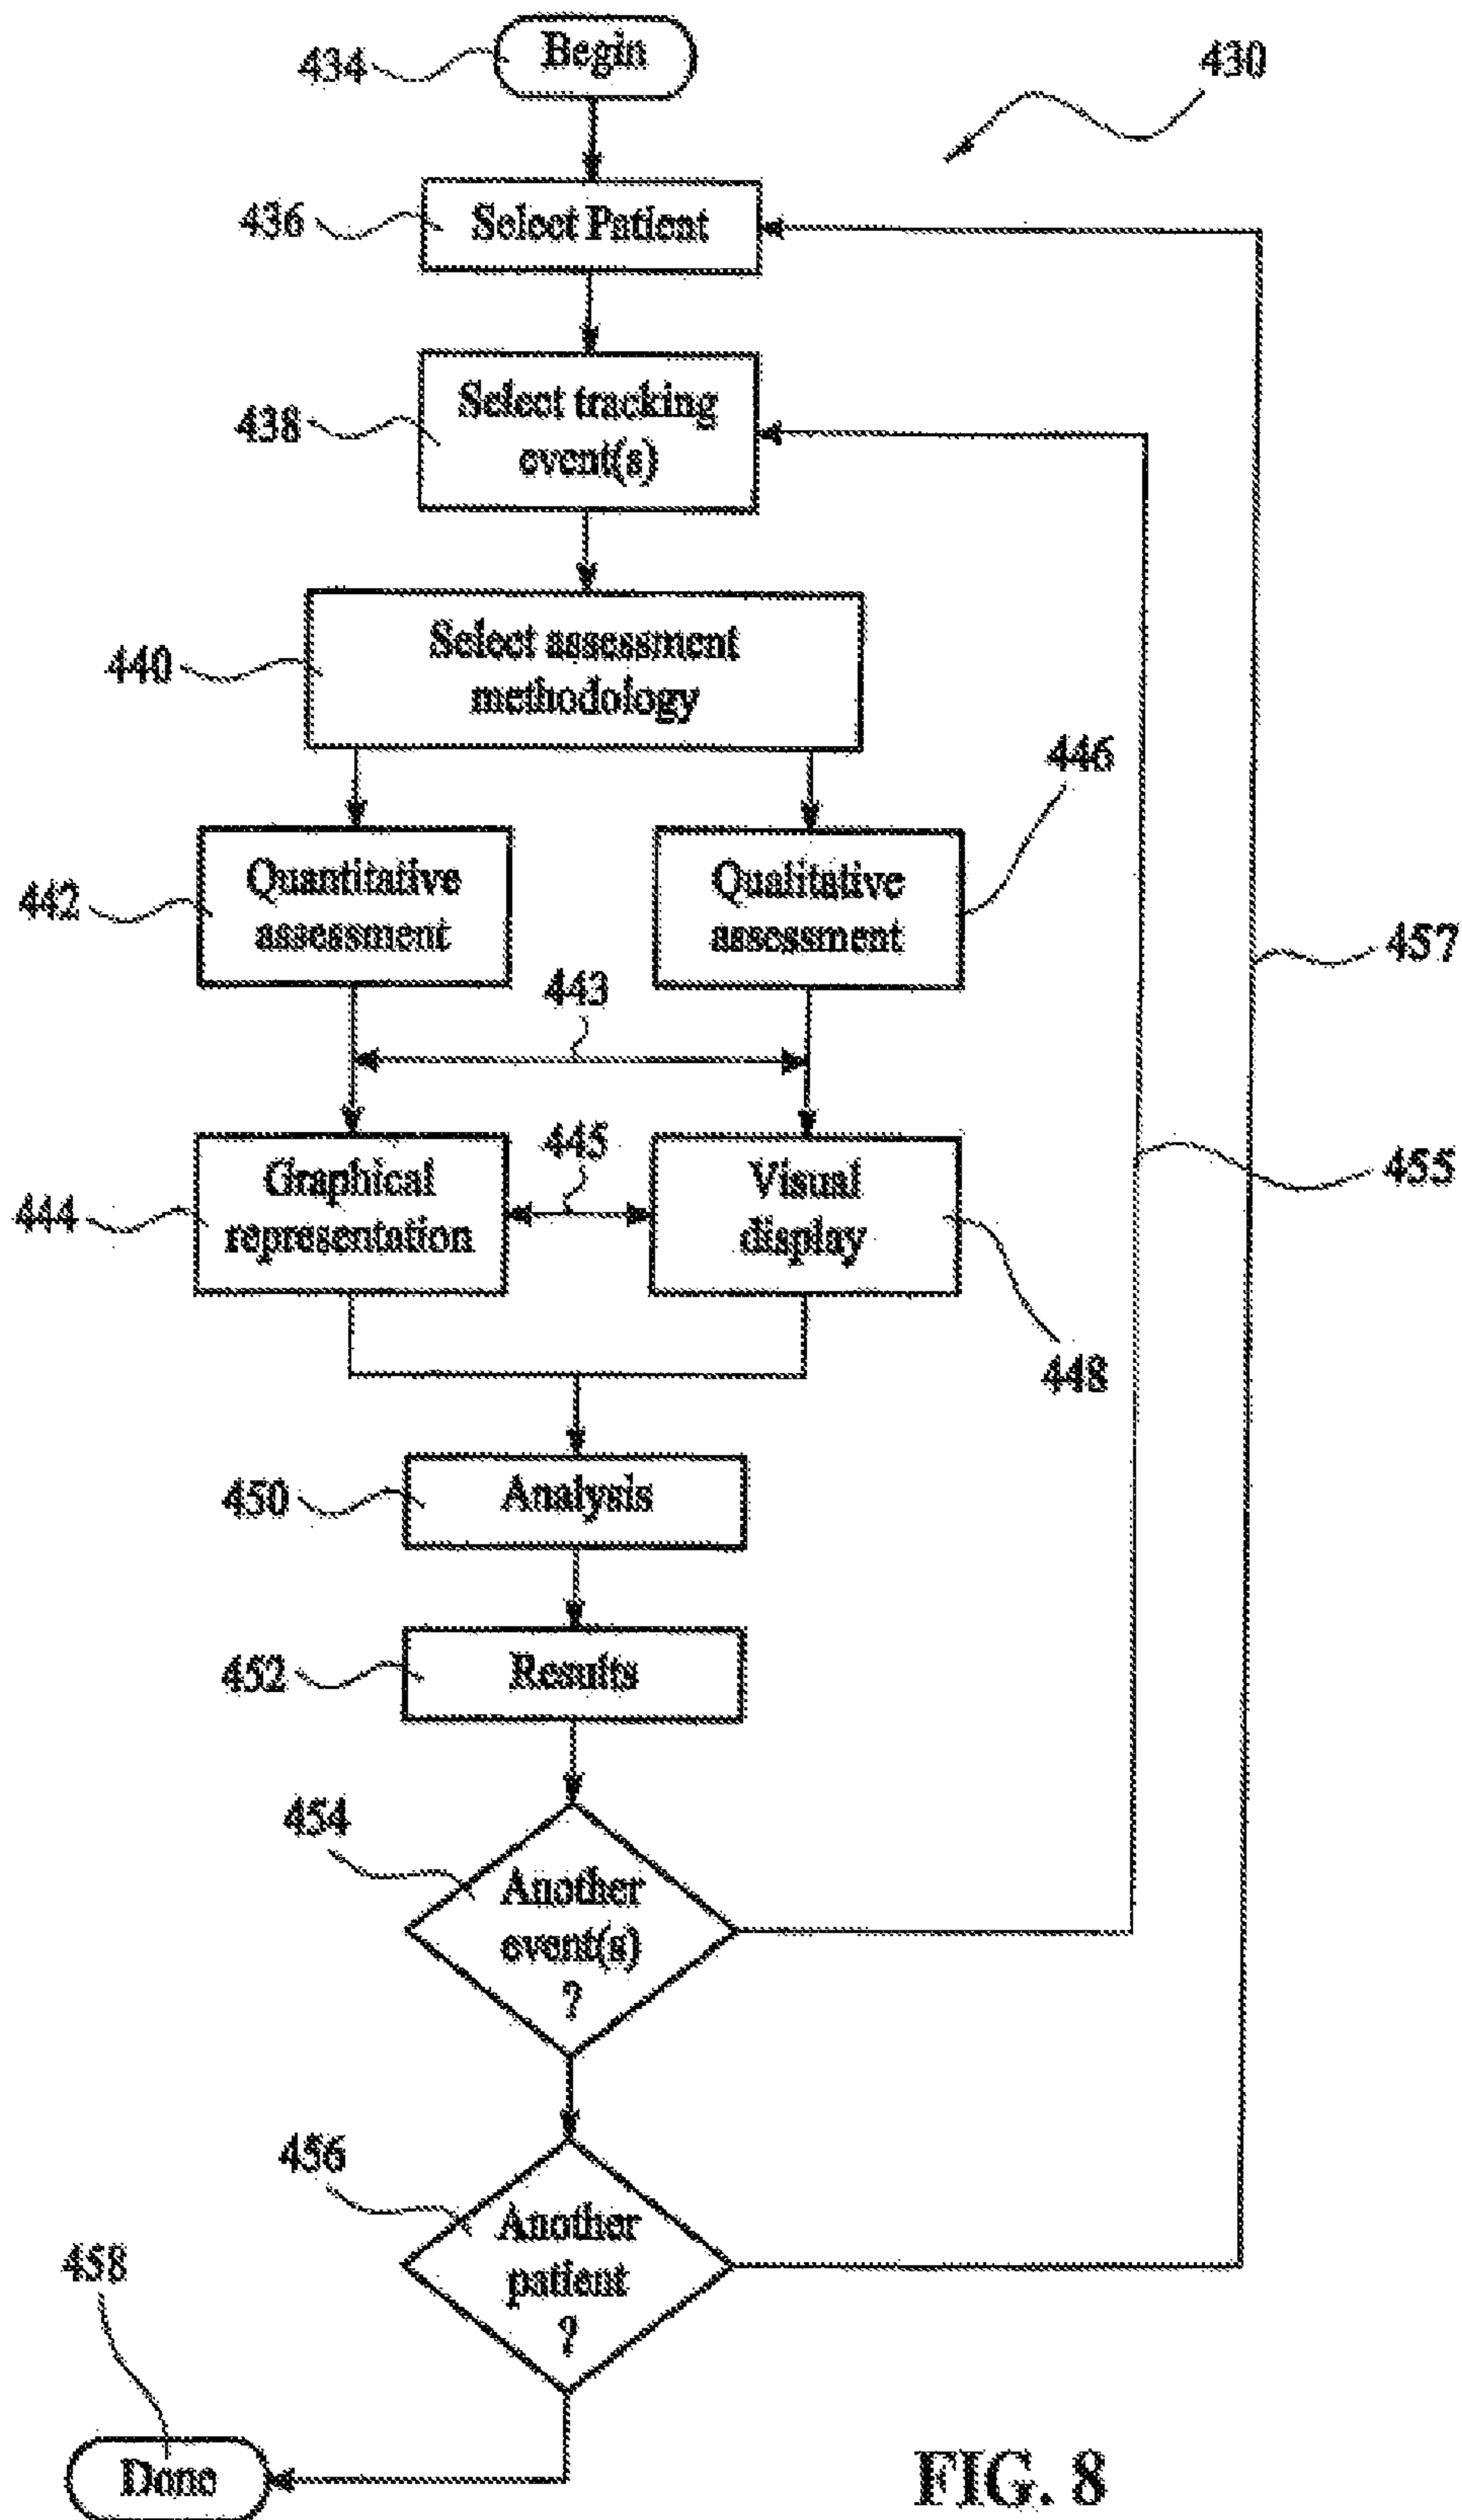 Begin
434
430
Select Patient
436
Select tracking
event(s)
438
Select assessment
methodology
440
446
Quantitative
assessment
442
Qualitative
assessment
457
443
Graphical
representation
444
445
Visual
display
455
448
Analysis
450
Results
452
454
Another
event(s)
?
456
Another
patient
?
458
Done
FIG. 8